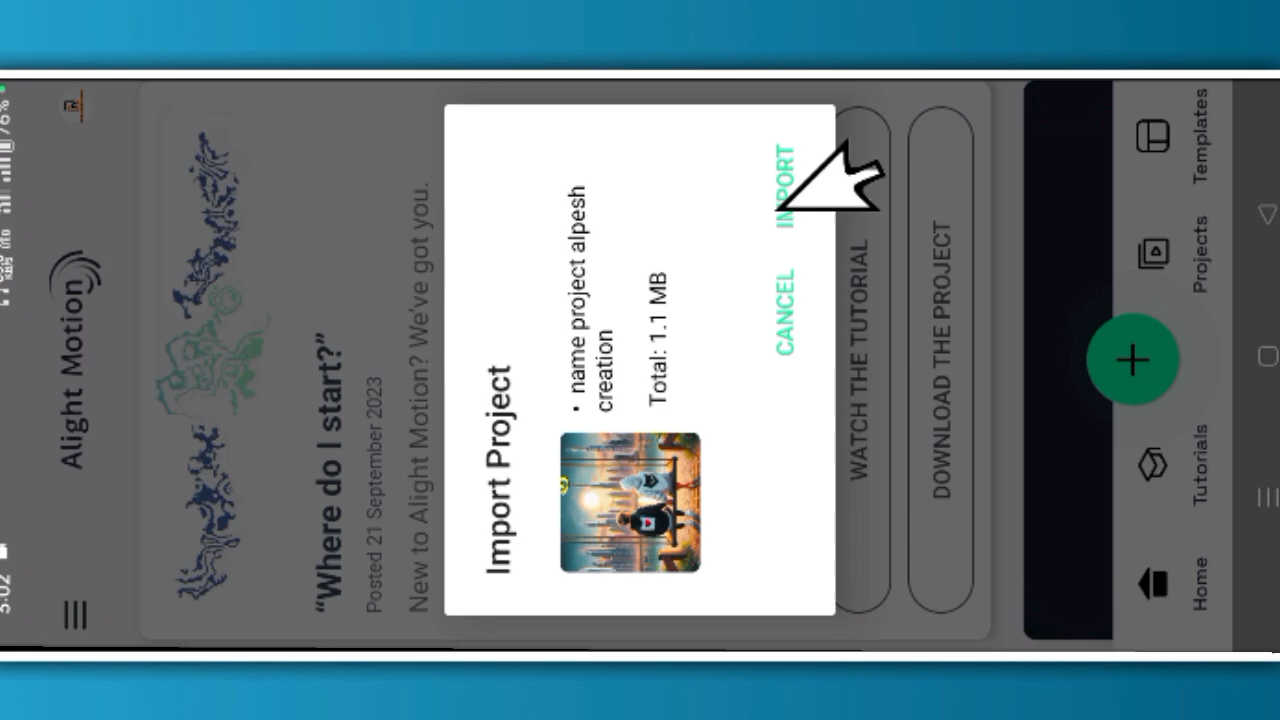 Alight Motion
“Where do I start?”
Posted 21 September 2023
New to Alight Motion? We've got you.
Import Project
• name project alpesh
creation
Total: 1.1 MB
CANCEL
WATCH THE TUTORIAL
DOWNLOAD THE PROJECT
Home
Tutorials
Projects
Templates